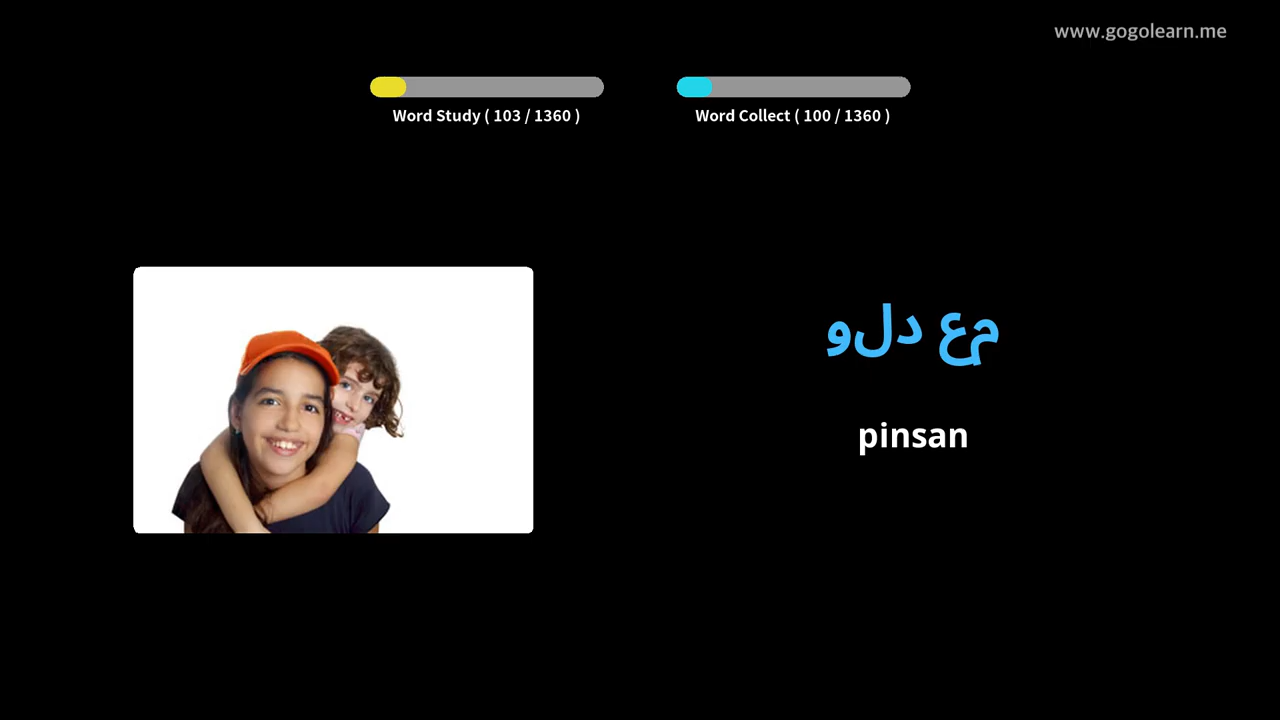 www.gogolearn.me
Word Study ( 103 / 1360 )
Word Collect ( 100 / 1360 )
ولد عم
pinsan